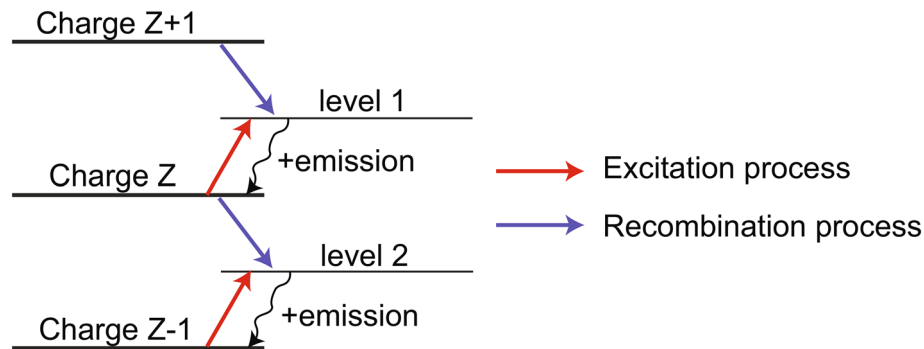 Charge Z+1
level 1
+emission
Charge Z
Excitation process
Recombination process
level 2
+emission
Charge Z-1